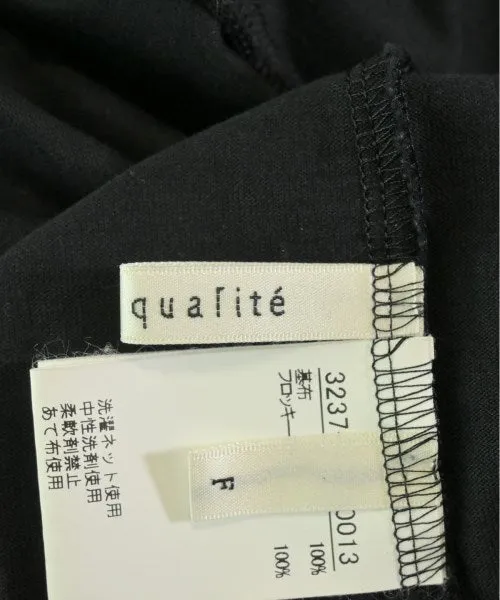 qualité
F
3237
0013
基布
100%
フロッキー
100%
洗濯ネット使用
中性洗剤使用
柔軟剤禁止
あて布使用